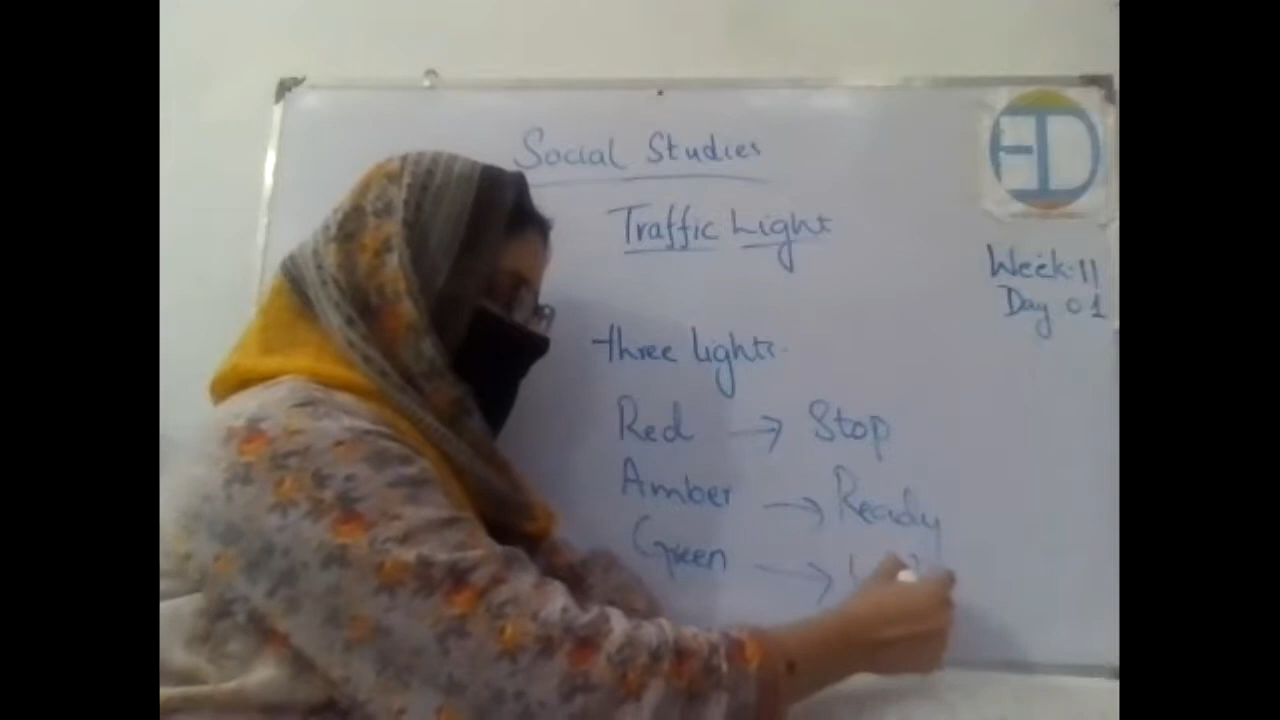 Social Studies
Traffic Light
Week: 11
Day 01
three lights.
Red → Stop
Amber → Ready
Green →